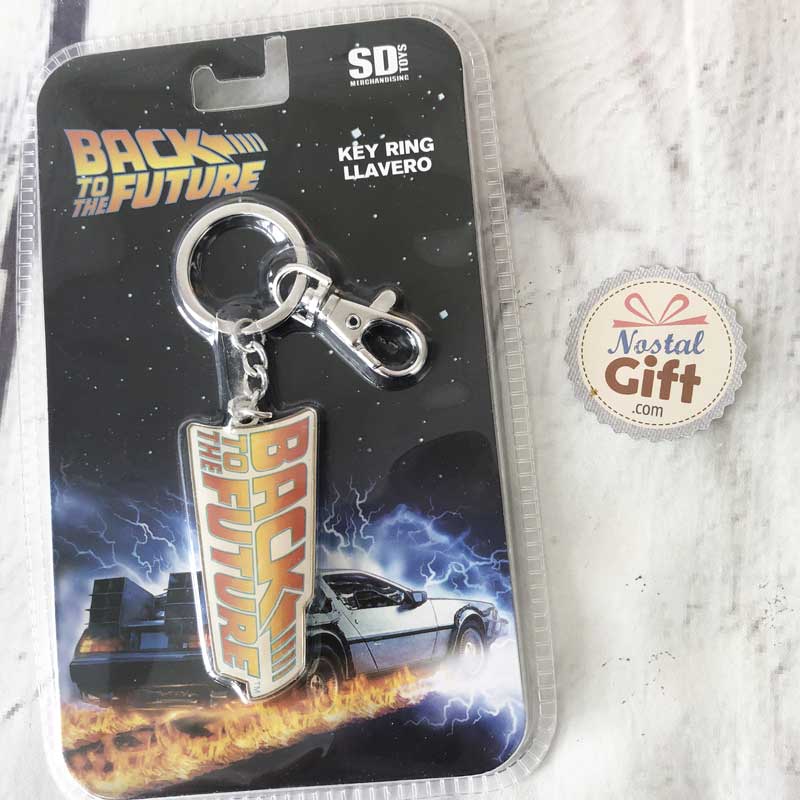 SD TOYS
MERCHANDISING
BACK
TO THE FUTURE
KEY RING
LLAVERO
BACK
TO THE FUTURE
TM
Nostal
Gift
.com